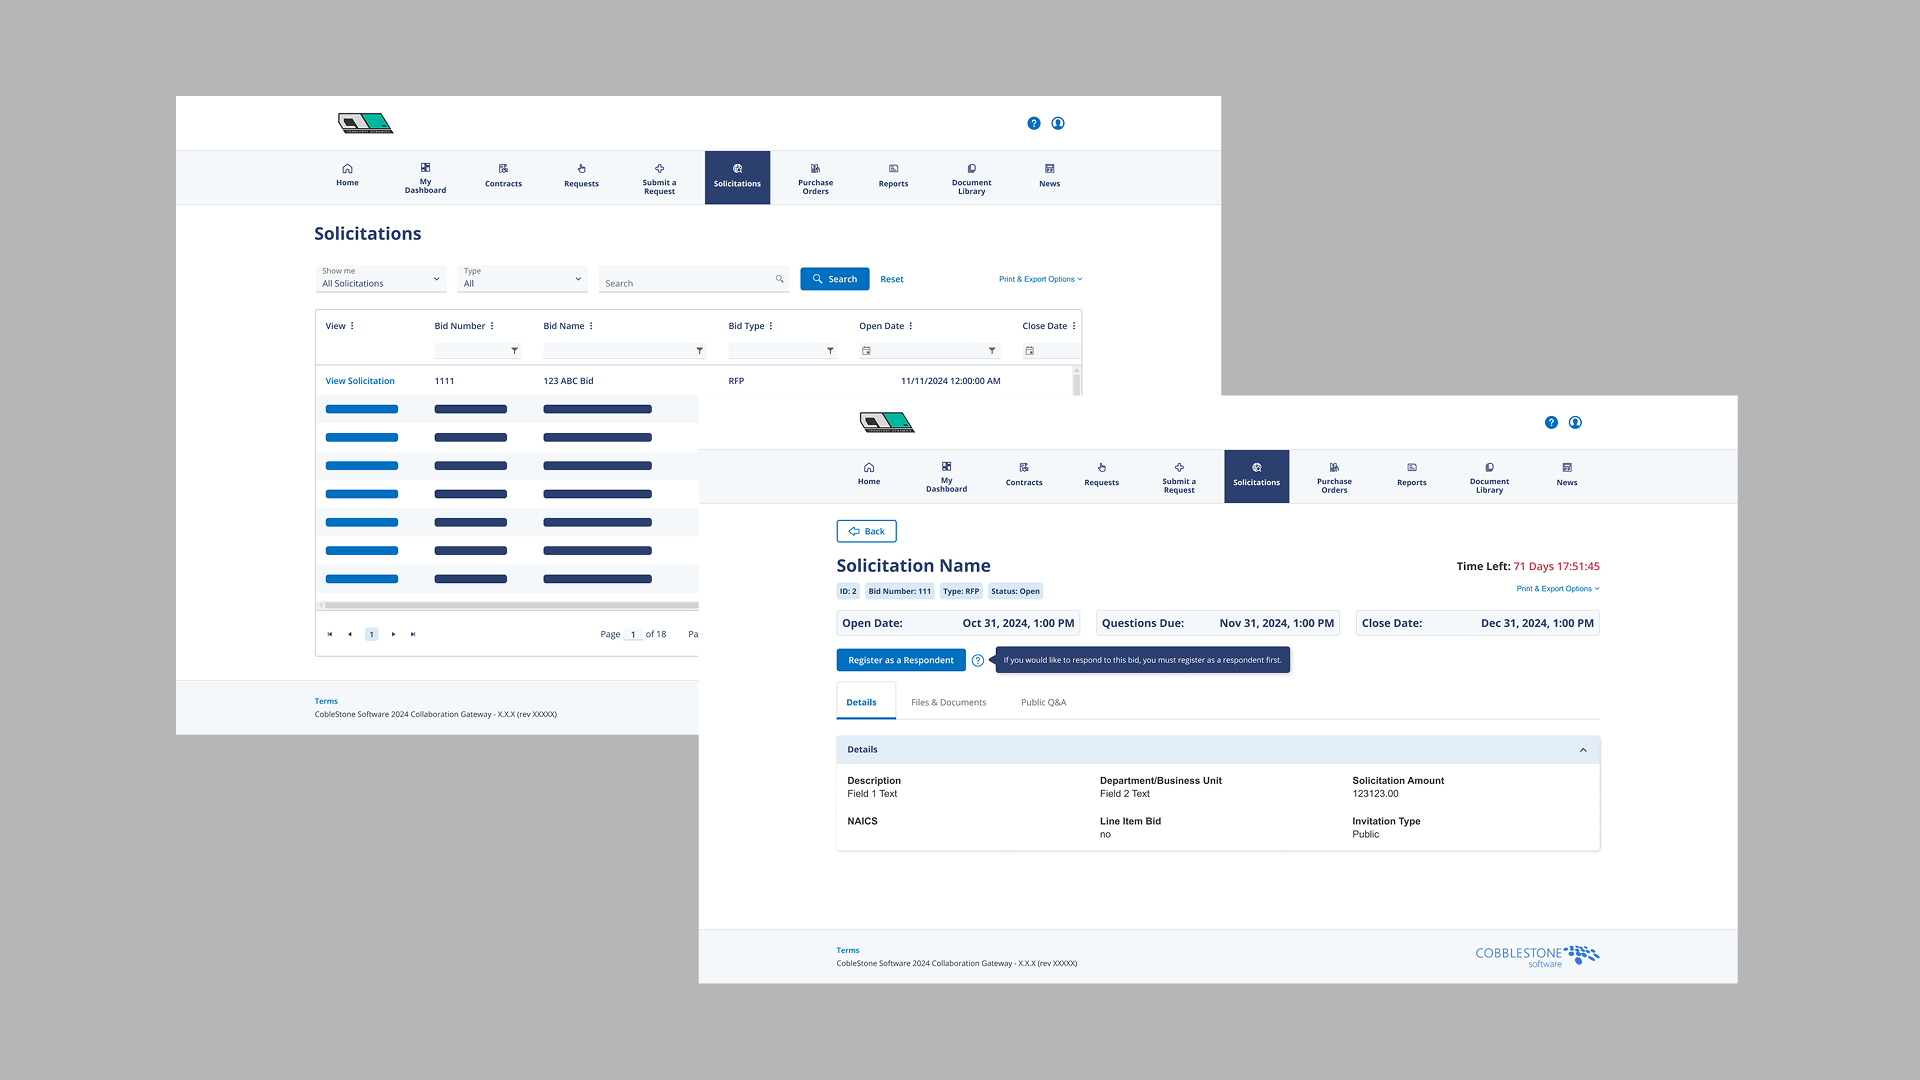 Home
My
Dashboard
Contracts
Requests
Submit a
Request
Solicitations
Purchase
Orders
Reports
Document
Library
News
Solicitations
Show me
All Solicitations
Type
All
Search
Search
Reset
Print & Export Options
View
Bid Number
Bid Name
Bid Type
Open Date
Close Date
View Solicitation
1111
123 ABC Bid
RFP
11/11/2024 12:00:00 AM
1
Page 1 of 18
Pa
Terms
CobleStone Software 2024 Collaboration Gateway - X.X.X (rev XXXXX)
Home
My
Dashboard
Contracts
Requests
Submit a
Request
Solicitations
Purchase
Orders
Reports
Document
Library
News
Back
Solicitation Name
Time Left: 71 Days 17:51:45
ID: 2
Bid Number: 111
Type: RFP
Status: Open
Print & Export Options
Open Date: Oct 31, 2024, 1:00 PM
Questions Due: Nov 31, 2024, 1:00 PM
Close Date: Dec 31, 2024, 1:00 PM
Register as a Respondent
?
If you would like to respond to this bid, you must register as a respondent first.
Details
Files & Documents
Public Q&A
Details
Description
Field 1 Text
Department/Business Unit
Field 2 Text
Solicitation Amount
123123.00
NAICS
Line Item Bid
no
Invitation Type
Public
Terms
CobleStone Software 2024 Collaboration Gateway - X.X.X (rev XXXXX)
COBBLESTONE
software